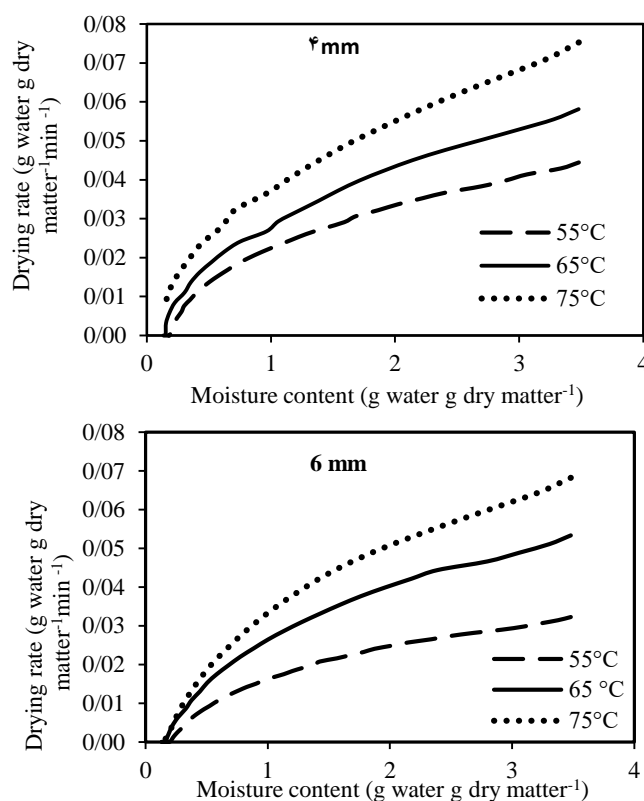 ۴mm
Drying rate (g water g dry
matter-1min -1)
0/08
0/07
0/06
0/05
0/04
0/03
0/02
0/01
0/00
55°C
65°C
75°C
0 1 2 3 4
Moisture content (g water g dry matter-1)
6 mm
Drying rate (g water g dry
matter-1min -1)
0/08
0/07
0/06
0/05
0/04
0/03
0/02
0/01
0/00
55°C
65 °C
75°C
0 1 2 3 4
Moisture content (g water g dry matter-1)